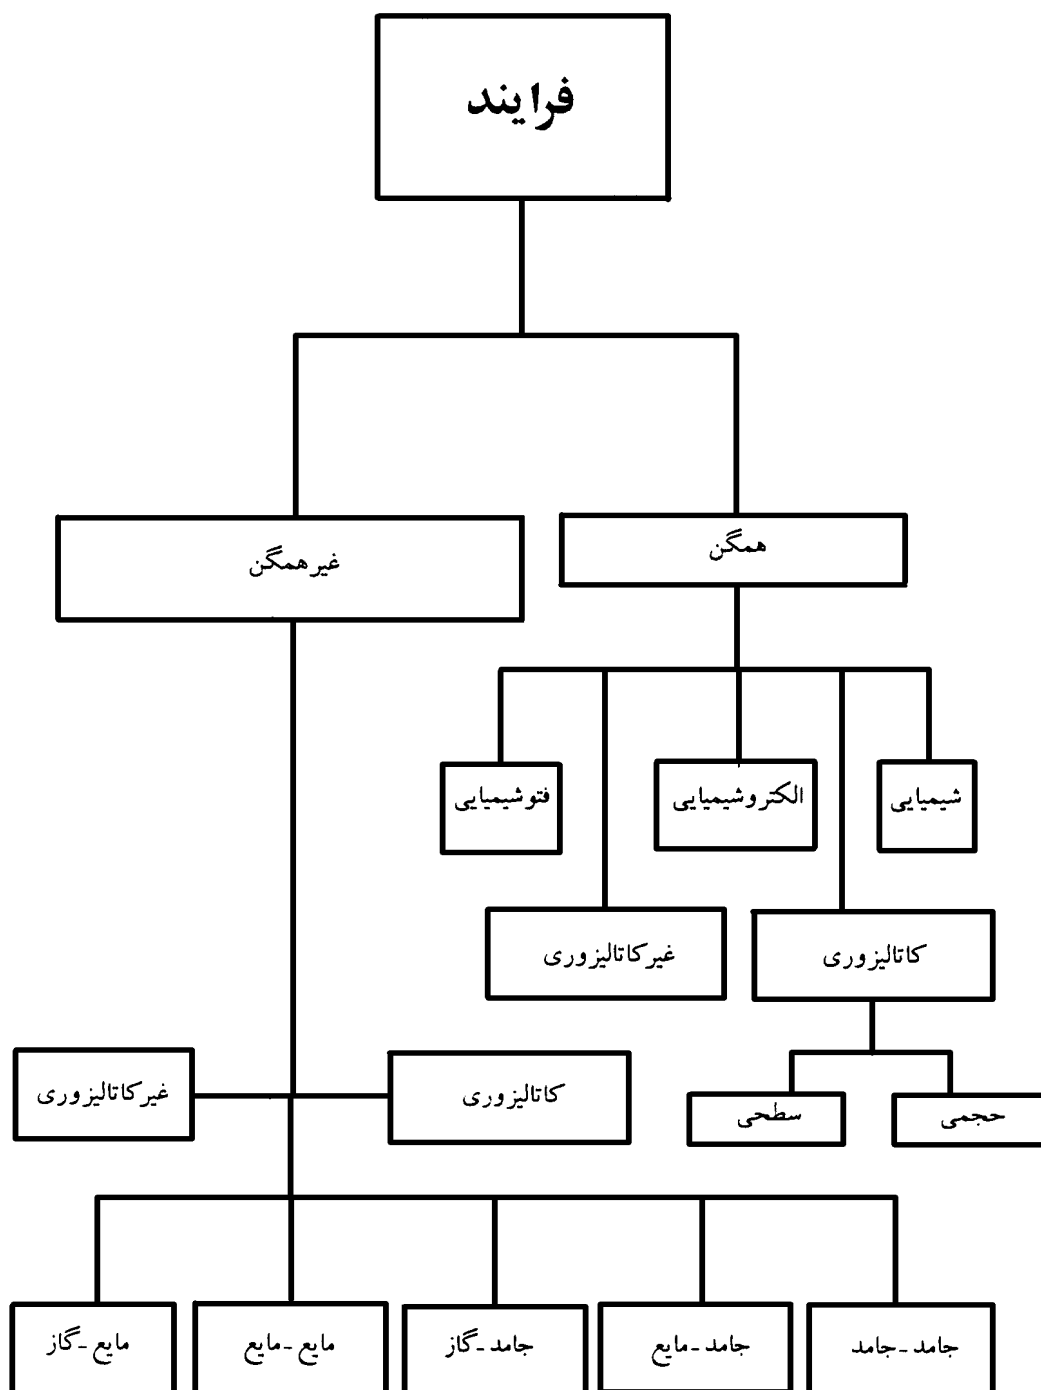 فرایند
همگن
غیرهمگن
شیمیایی
الکتروشیمیایی
فتوشیمیایی
کاتالیزوری
غیرکاتالیزوری
حجمی
سطحی
کاتالیزوری
غیرکاتالیزوری
جامد-جامد
جامد-مایع
جامد-گاز
مایع-مایع
مایع-گاز